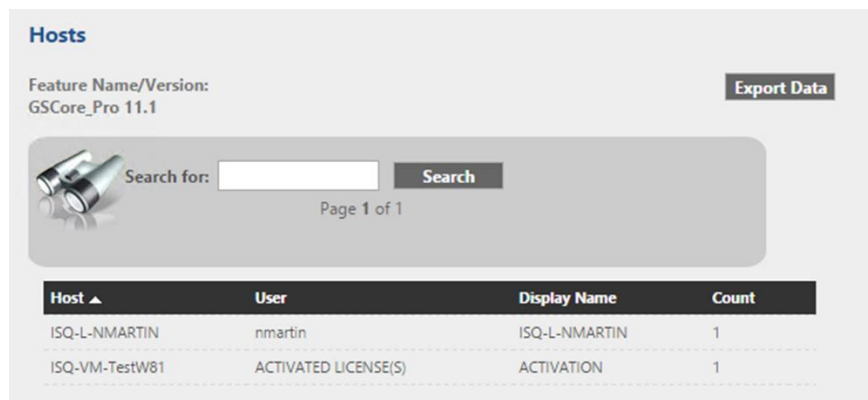 Hosts
Feature Name/Version:
GSCore_Pro 11.1
Export Data
Search for:
Search
Page 1 of 1
Host User Display Name Count
ISQ-L-NMARTIN nmartin ISQ-L-NMARTIN 1
ISQ-VM-TestW81 ACTIVATED LICENSE(S) ACTIVATION 1